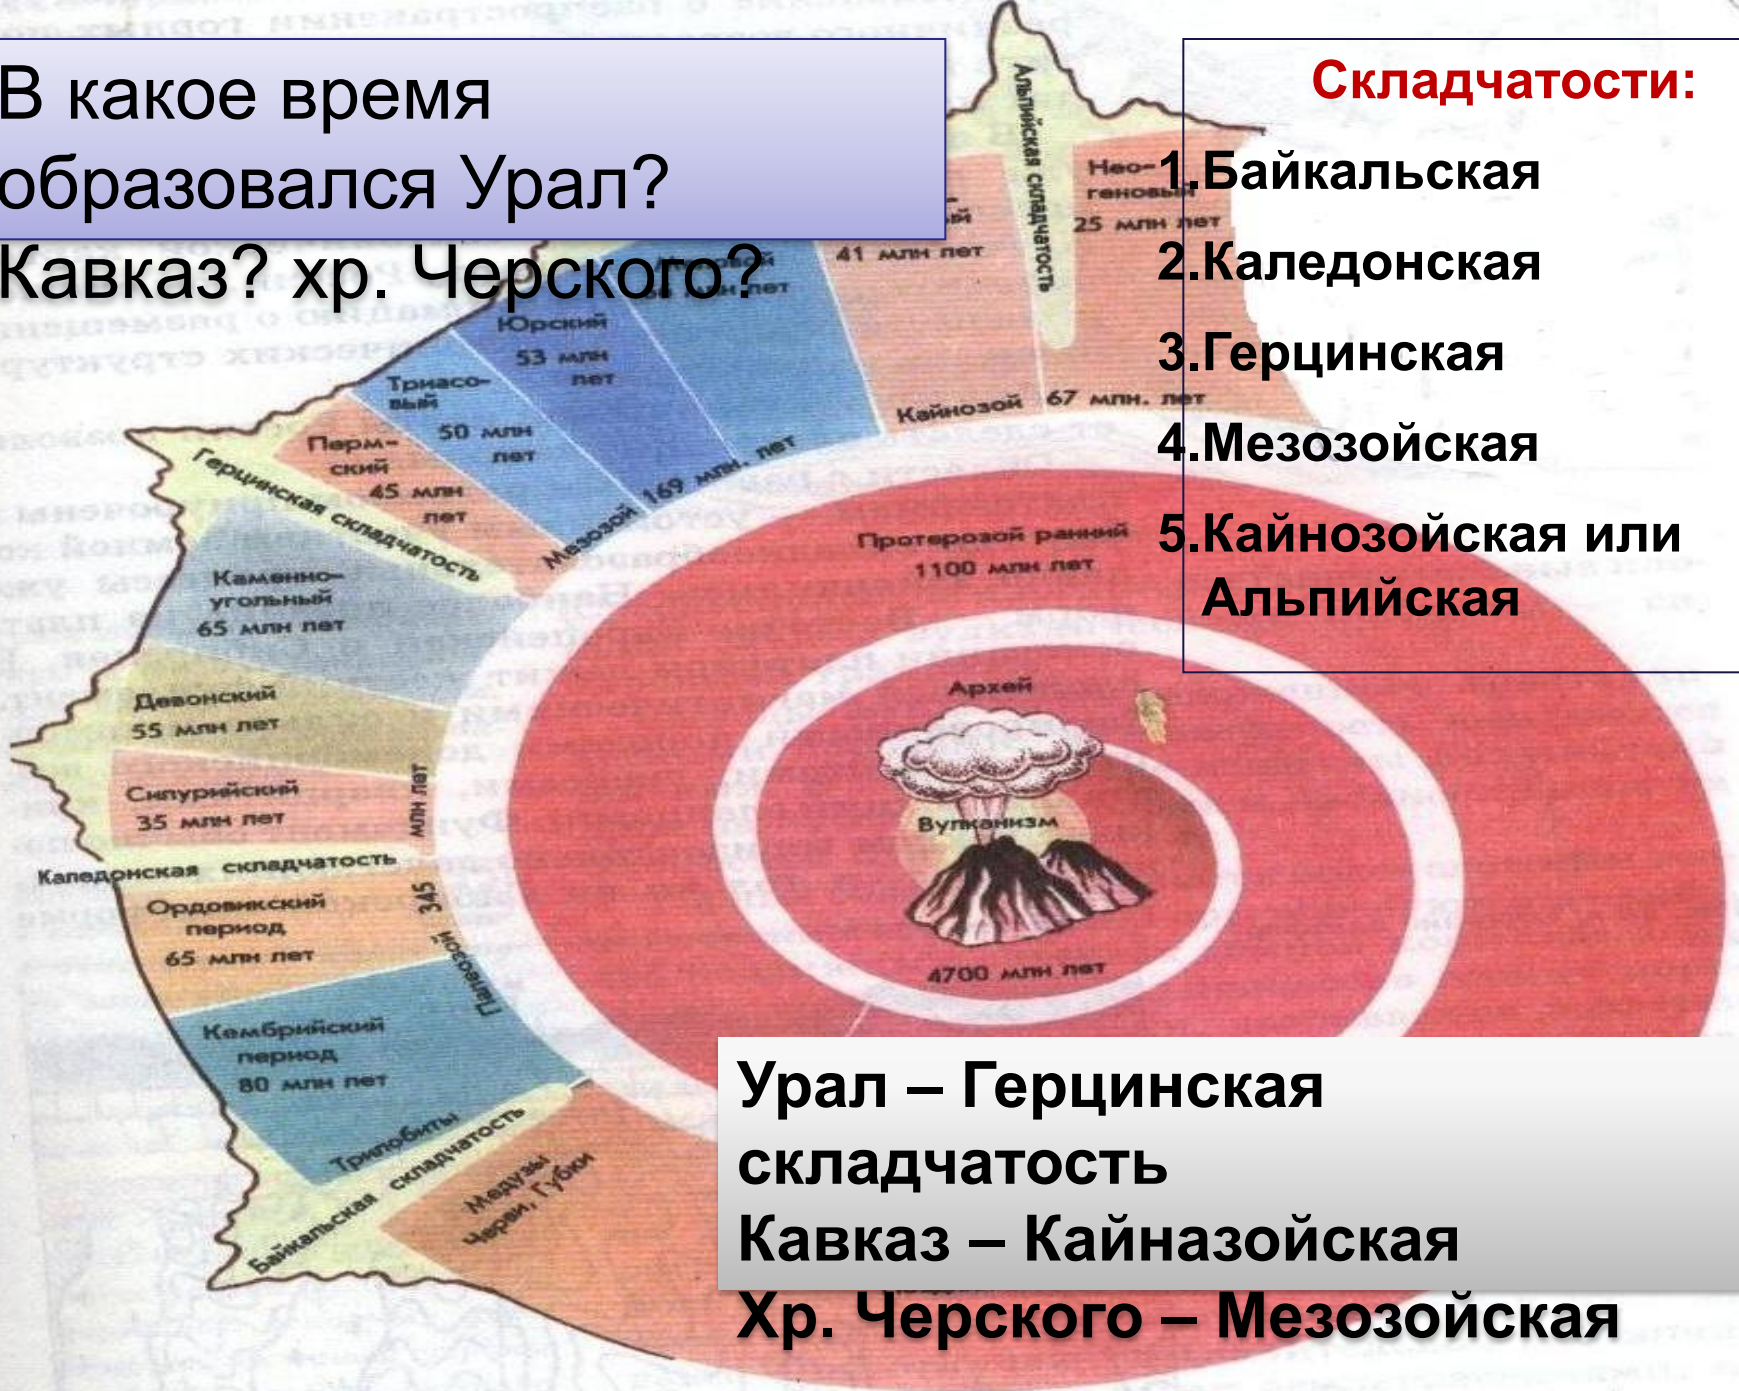 В какое время
образовался Урал?
Кавказ? хр. Черского?
Складчатости:
1.Байкальская
2.Каледонская
3.Герцинская
4.Мезозойская
5.Кайнозойская или
Альпийская
Альпийская складчатость
Нео-
геновый
25 млн лет
41 млн лет
Кайнозой 67 млн. лет
Юрский
53 млн
лет
Триасо-
вый
50 млн
лет
Мезозой 169 млн. лет
Перм-
ский
45 млн
лет
Герцинская складчатость
Каменно-
угольный
65 млн лет
Девонский
55 млн лет
Силурийский
35 млн лет
Каледонская складчатость
Ордовикский
период
65 млн лет
Палеозой 345 млн лет
Кембрийский
период
80 млн лет
Трилобиты
Байкальская складчатость
Медузы
Черви, Губки
Протерозой ранний
1100 млн лет
Архей
Вулканизм
4700 млн лет
Урал – Герцинская
складчатость
Кавказ – Кайназойская
Хр. Черского – Мезозойская